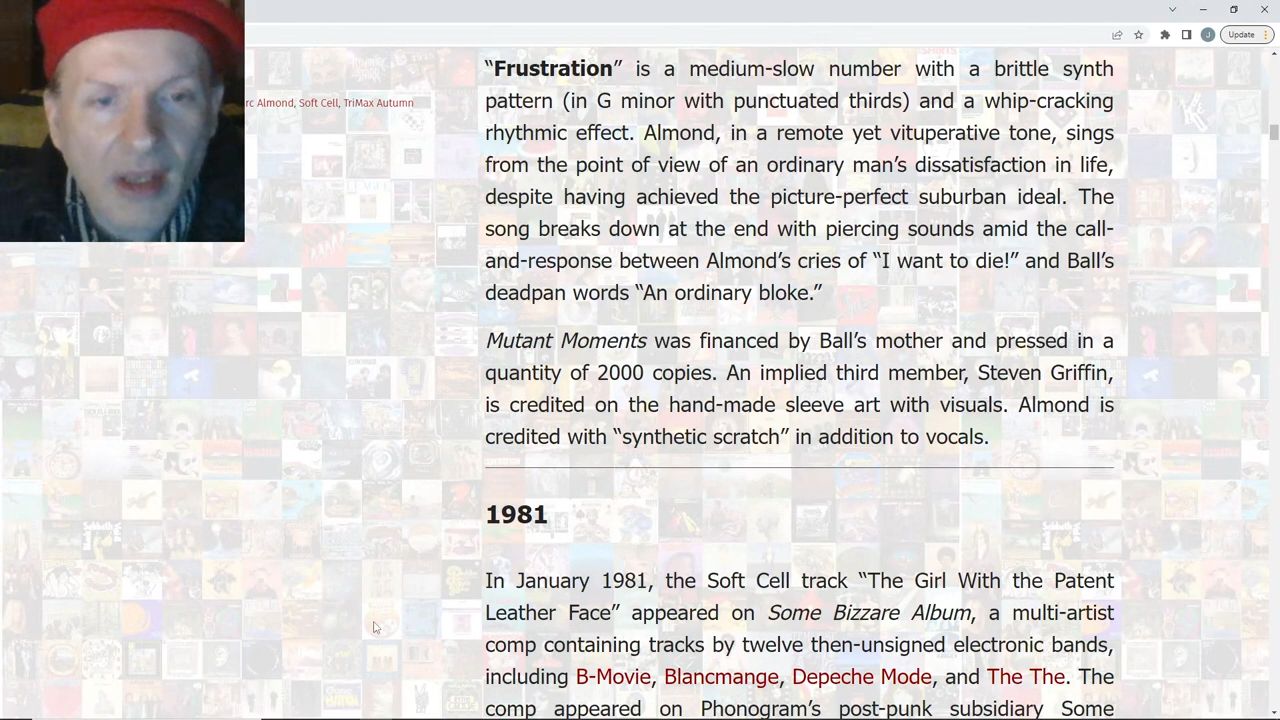 Update
rc Almond, Soft Cell, TriMax Autumn
“Frustration” is a medium-slow number with a brittle synth
pattern (in G minor with punctuated thirds) and a whip-cracking
rhythmic effect. Almond, in a remote yet vituperative tone, sings
from the point of view of an ordinary man’s dissatisfaction in life,
despite having achieved the picture-perfect suburban ideal. The
song breaks down at the end with piercing sounds amid the call-
and-response between Almond’s cries of “I want to die!” and Ball’s
deadpan words “An ordinary bloke.”
Mutant Moments was financed by Ball’s mother and pressed in a
quantity of 2000 copies. An implied third member, Steven Griffin,
is credited on the hand-made sleeve art with visuals. Almond is
credited with “synthetic scratch” in addition to vocals.
1981
In January 1981, the Soft Cell track “The Girl With the Patent
Leather Face” appeared on Some Bizzare Album, a multi-artist
comp containing tracks by twelve then-unsigned electronic bands,
including B-Movie, Blancmange, Depeche Mode, and The The. The
comp appeared on Phonogram’s post-punk subsidiary Some